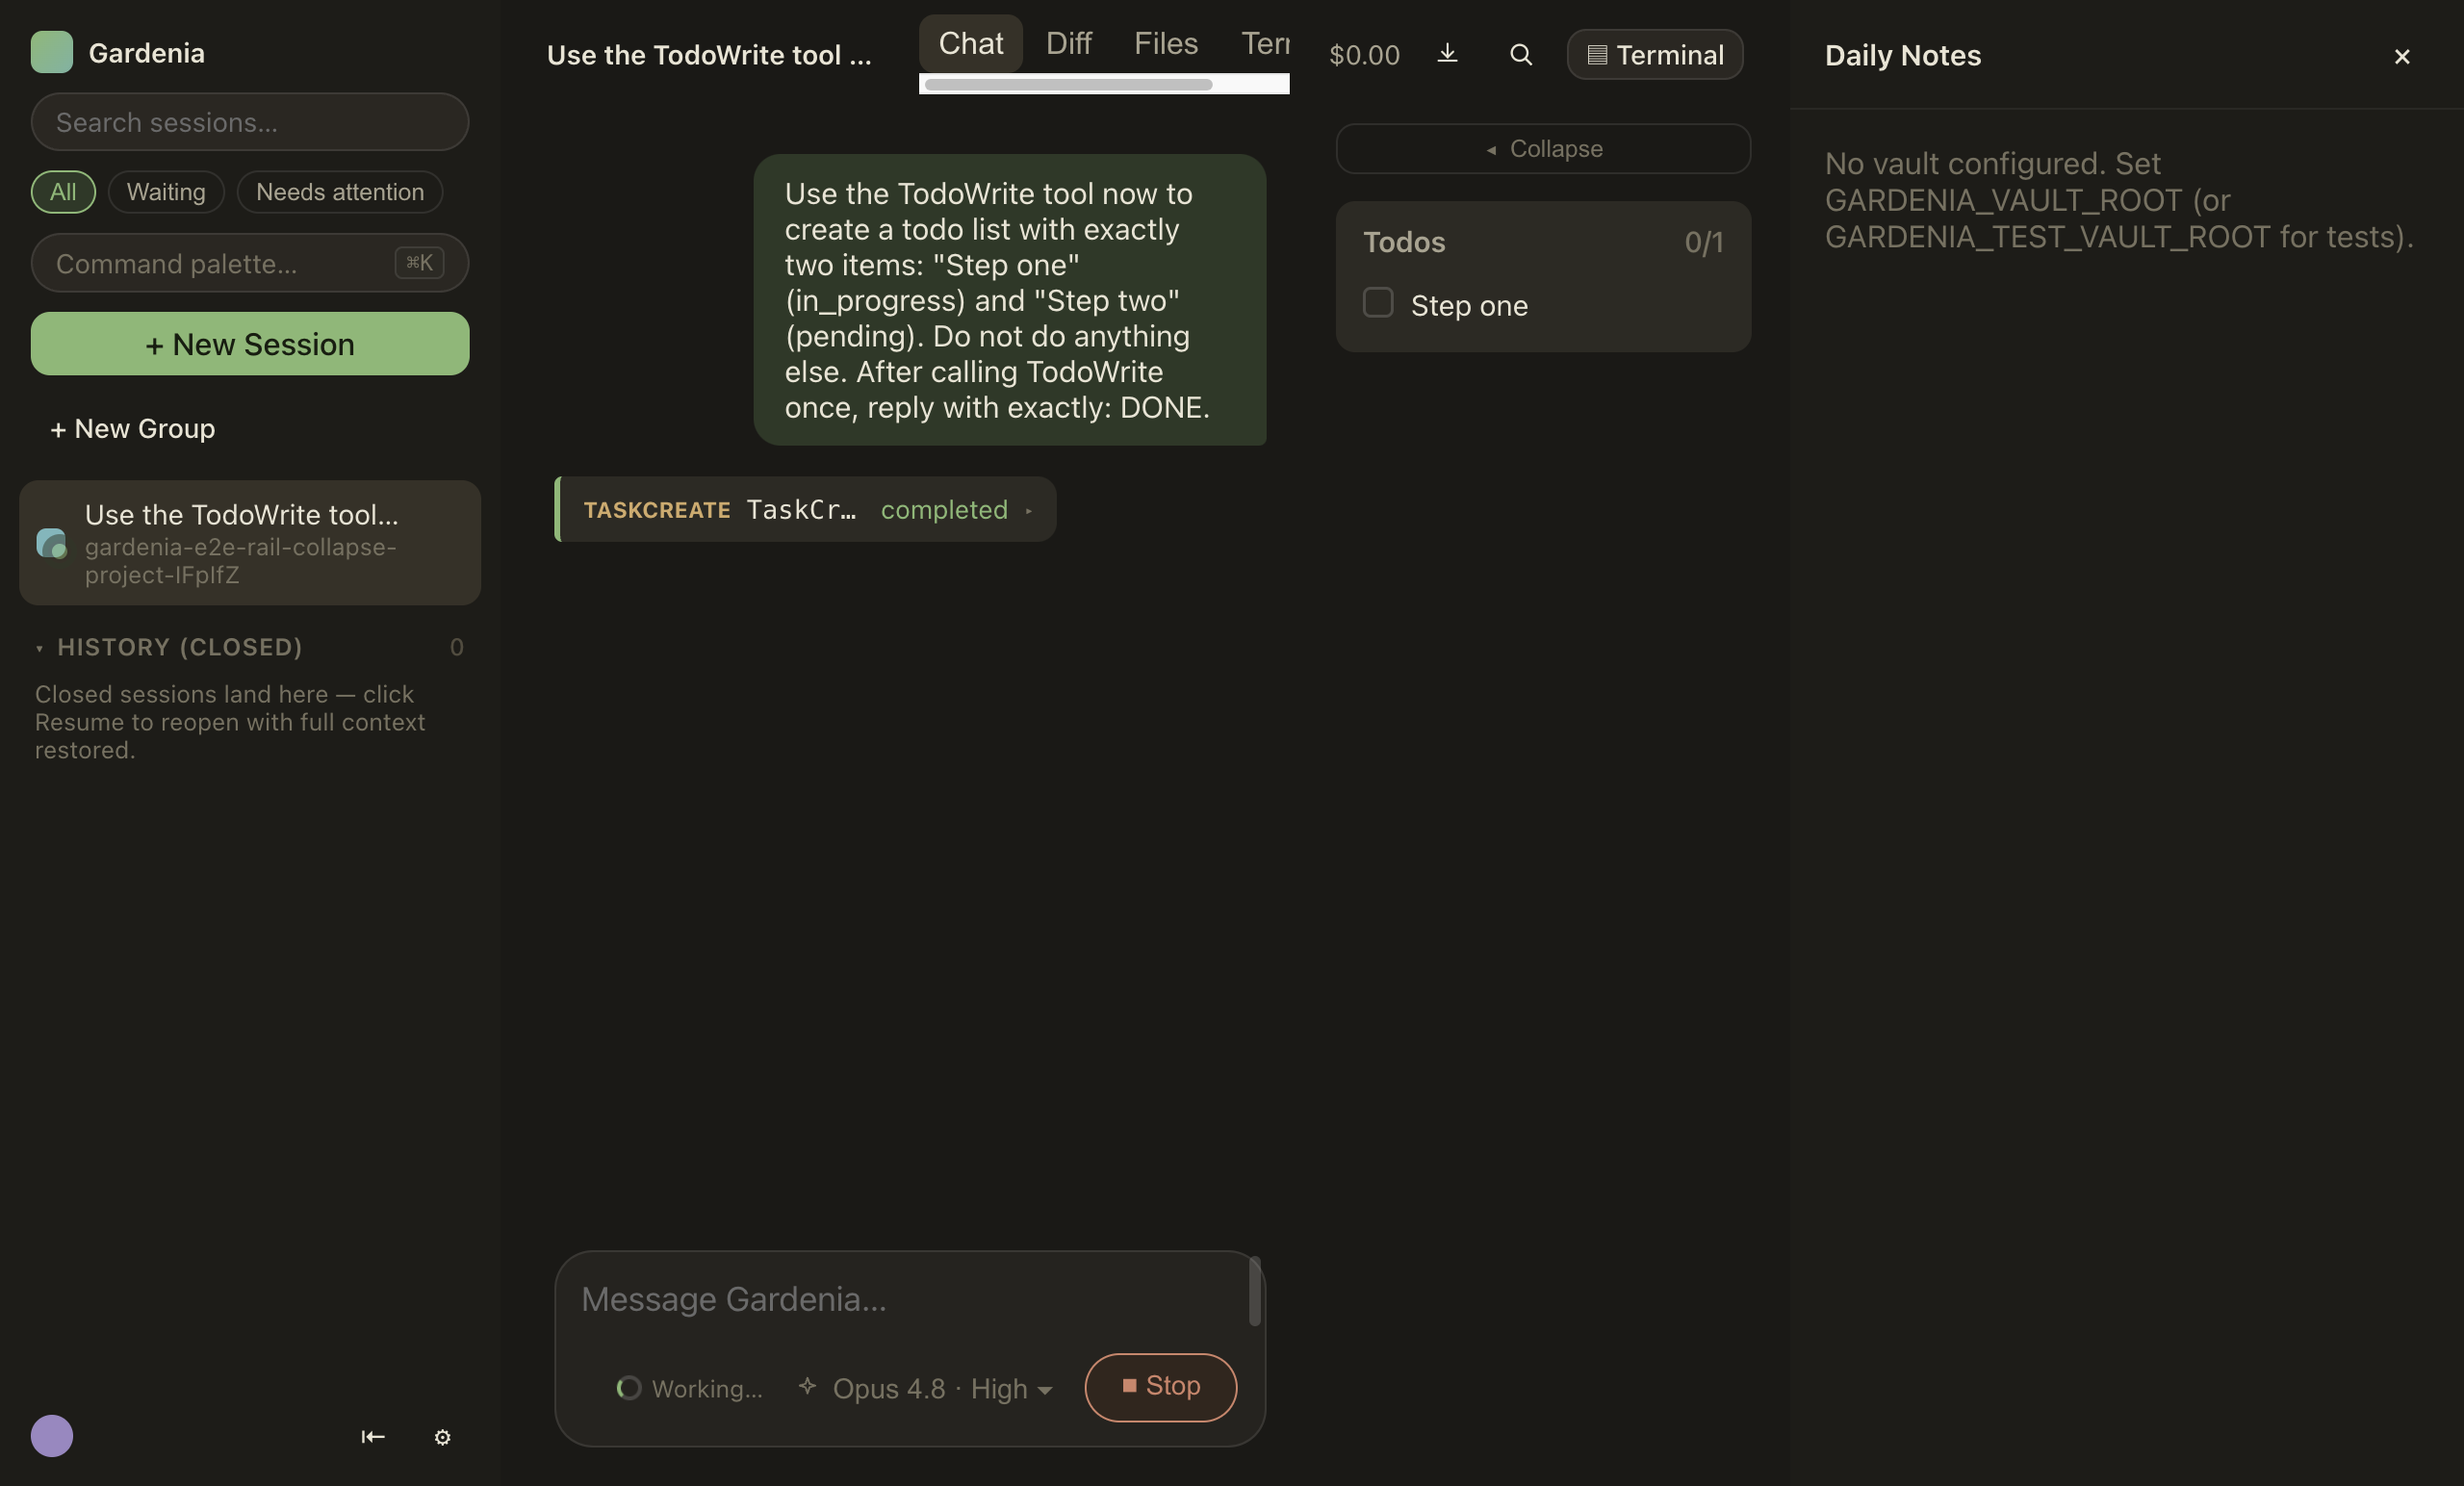 Gardenia
Search sessions...
All
Waiting
Needs attention
Command palette...
⌘K
+ New Session
+ New Group
Use the TodoWrite tool...
gardenia-e2e-rail-collapse-
project-IFpIfZ
HISTORY (CLOSED)
0
Closed sessions land here — click
Resume to reopen with full context
restored.
Use the TodoWrite tool ...
Chat
Diff
Files
$0.00
Terminal
Use the TodoWrite tool now to
create a todo list with exactly
two items: "Step one"
(in_progress) and "Step two"
(pending). Do not do anything
else. After calling TodoWrite
once, reply with exactly: DONE.
TASKCREATE TaskCr… completed
Message Gardenia...
Working...
Opus 4.8 · High
Stop
Collapse
Todos
0/1
Step one
Daily Notes
×
No vault configured. Set
GARDENIA_VAULT_ROOT (or
GARDENIA_TEST_VAULT_ROOT for tests).